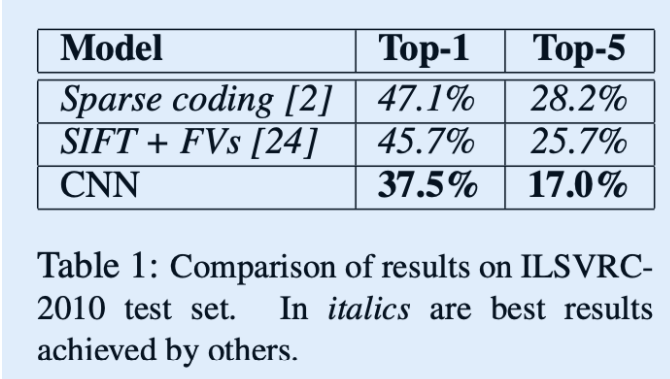 Model Top-1 Top-5
Sparse coding [2] 47.1% 28.2%
SIFT + FVs [24] 45.7% 25.7%
CNN 37.5% 17.0%
Table 1: Comparison of results on ILSVRC-
2010 test set. In italics are best results
achieved by others.